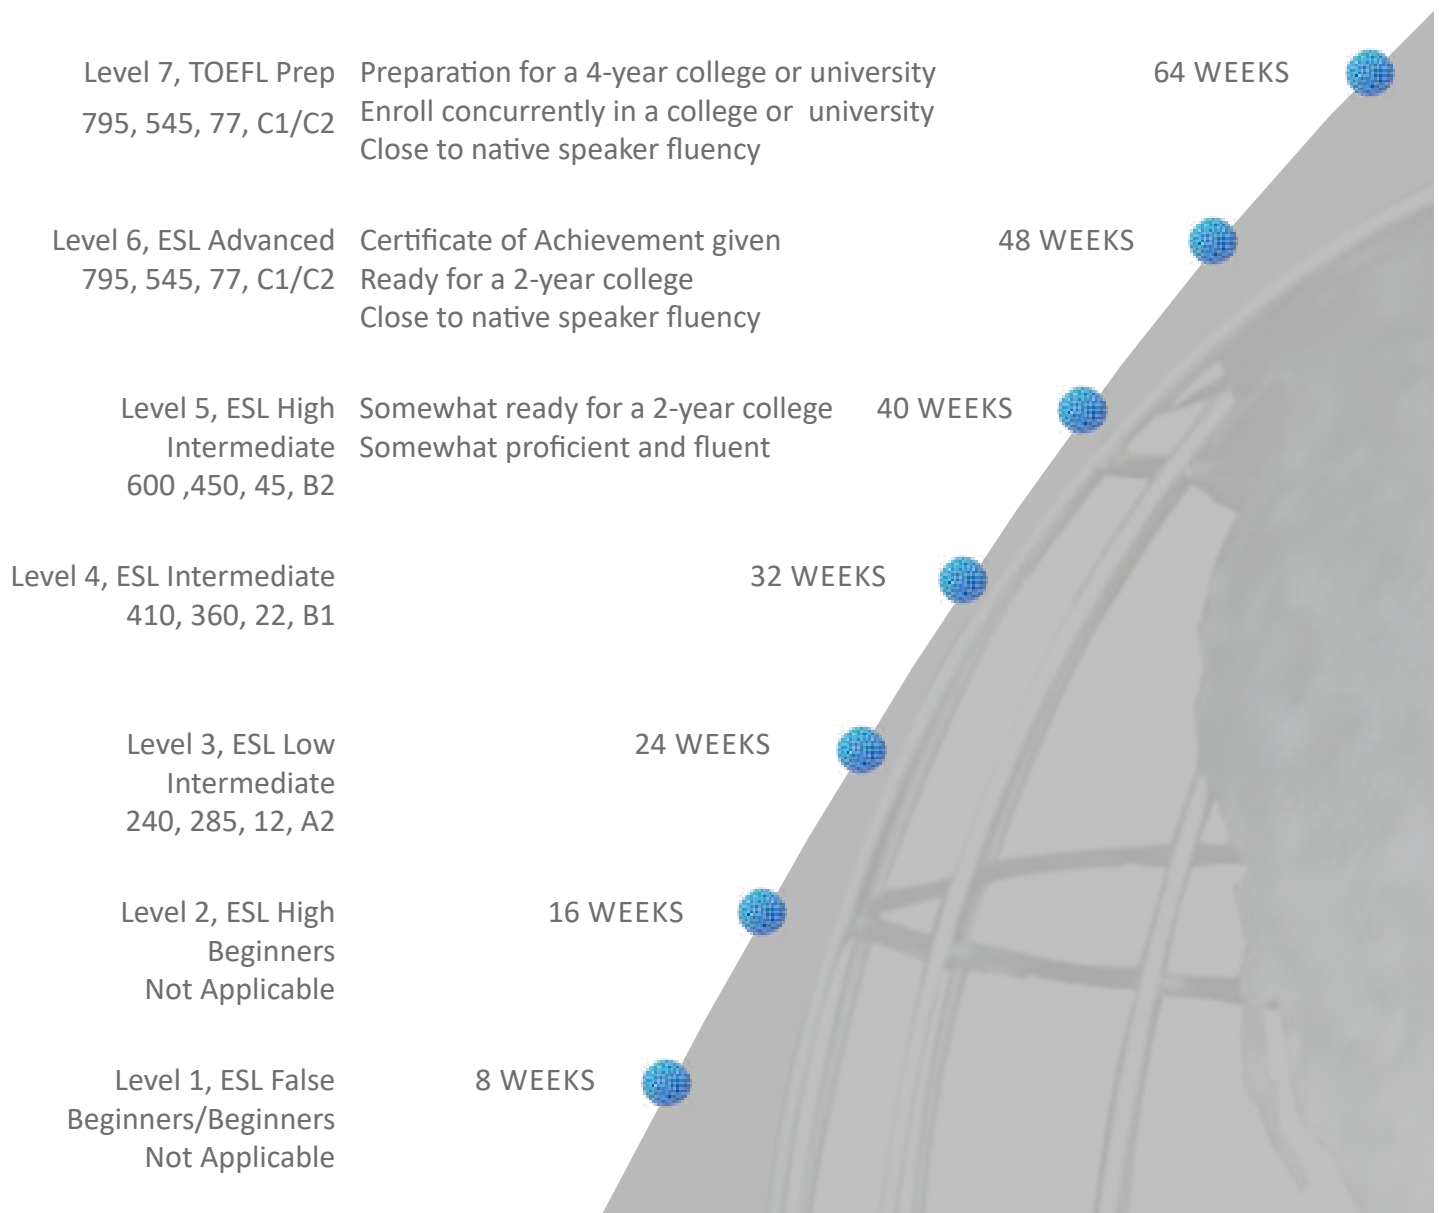 Level 7, TOEFL Prep
795, 545, 77, C1/C2
Preparation for a 4-year college or university
Enroll concurrently in a college or  university
Close to native speaker fluency
64 WEEKS
Level 6, ESL Advanced
795, 545, 77, C1/C2
Certificate of Achievement given
Ready for a 2-year college
Close to native speaker fluency
48 WEEKS
Level 5, ESL High
Intermediate
600 ,450, 45, B2
Somewhat ready for a 2-year college
Somewhat proficient and fluent
40 WEEKS
Level 4, ESL Intermediate
410, 360, 22, B1
32 WEEKS
Level 3, ESL Low
Intermediate
240, 285, 12, A2
24 WEEKS
Level 2, ESL High
Beginners
Not Applicable
16 WEEKS
Level 1, ESL False
Beginners/Beginners
Not Applicable
8 WEEKS